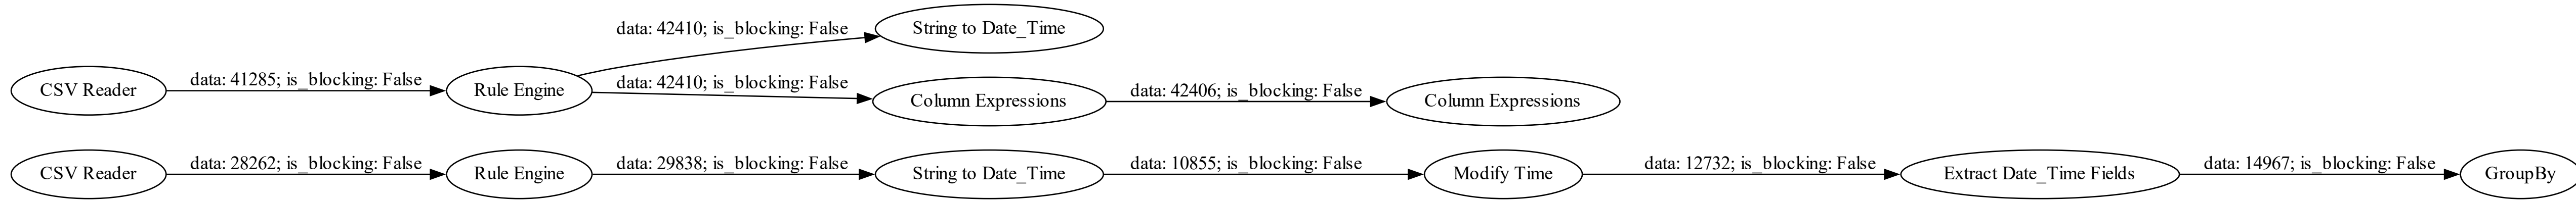 data: 42410; is_blocking: False
String to Date_Time
CSV Reader
data: 41285; is_blocking: False
Rule Engine
data: 42410; is_blocking: False
Column Expressions
data: 42406; is_blocking: False
Column Expressions
CSV Reader
data: 28262; is_blocking: False
Rule Engine
data: 29838; is_blocking: False
String to Date_Time
data: 10855; is_blocking: False
Modify Time
data: 12732; is_blocking: False
Extract Date_Time Fields
data: 14967; is_blocking: False
GroupBy